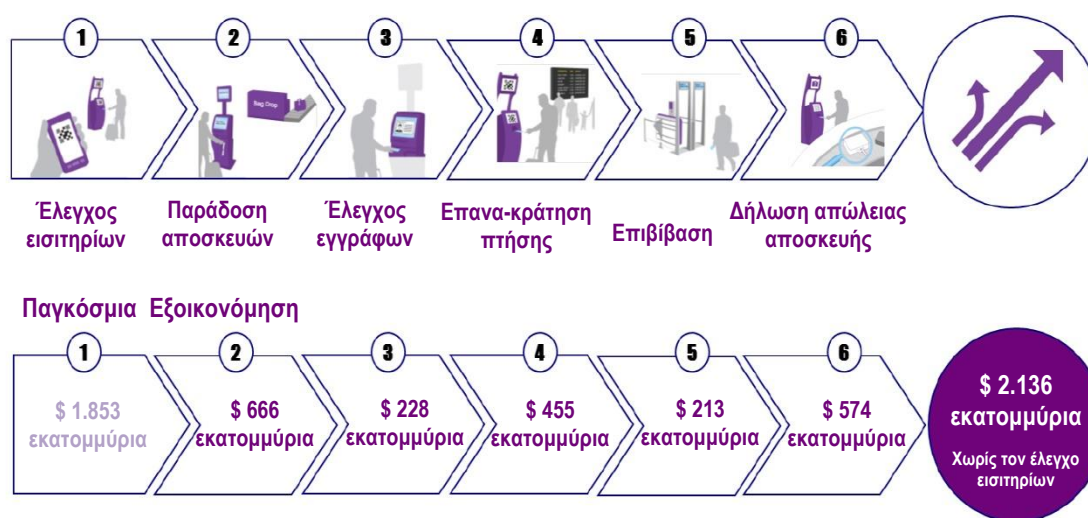 1
2
3
4
5
6
Bag Drop
Έλεγχος
εισιτηρίων
Παράδοση
αποσκευών
Έλεγχος
εγγράφων
Επανα-κράτηση
πτήσης
Επιβίβαση
Δήλωση απώλειας
αποσκευής
Παγκόσμια Εξοικονόμηση
1
2
3
4
5
6
$ 1.853
εκατομμύρια
$ 666
εκατομμύρια
$ 228
εκατομμύρια
$ 455
εκατομμύρια
$ 213
εκατομμύρια
$ 574
εκατομμύρια
$ 2.136
εκατομμύρια
Χωρίς τον έλεγχο
εισιτηρίων